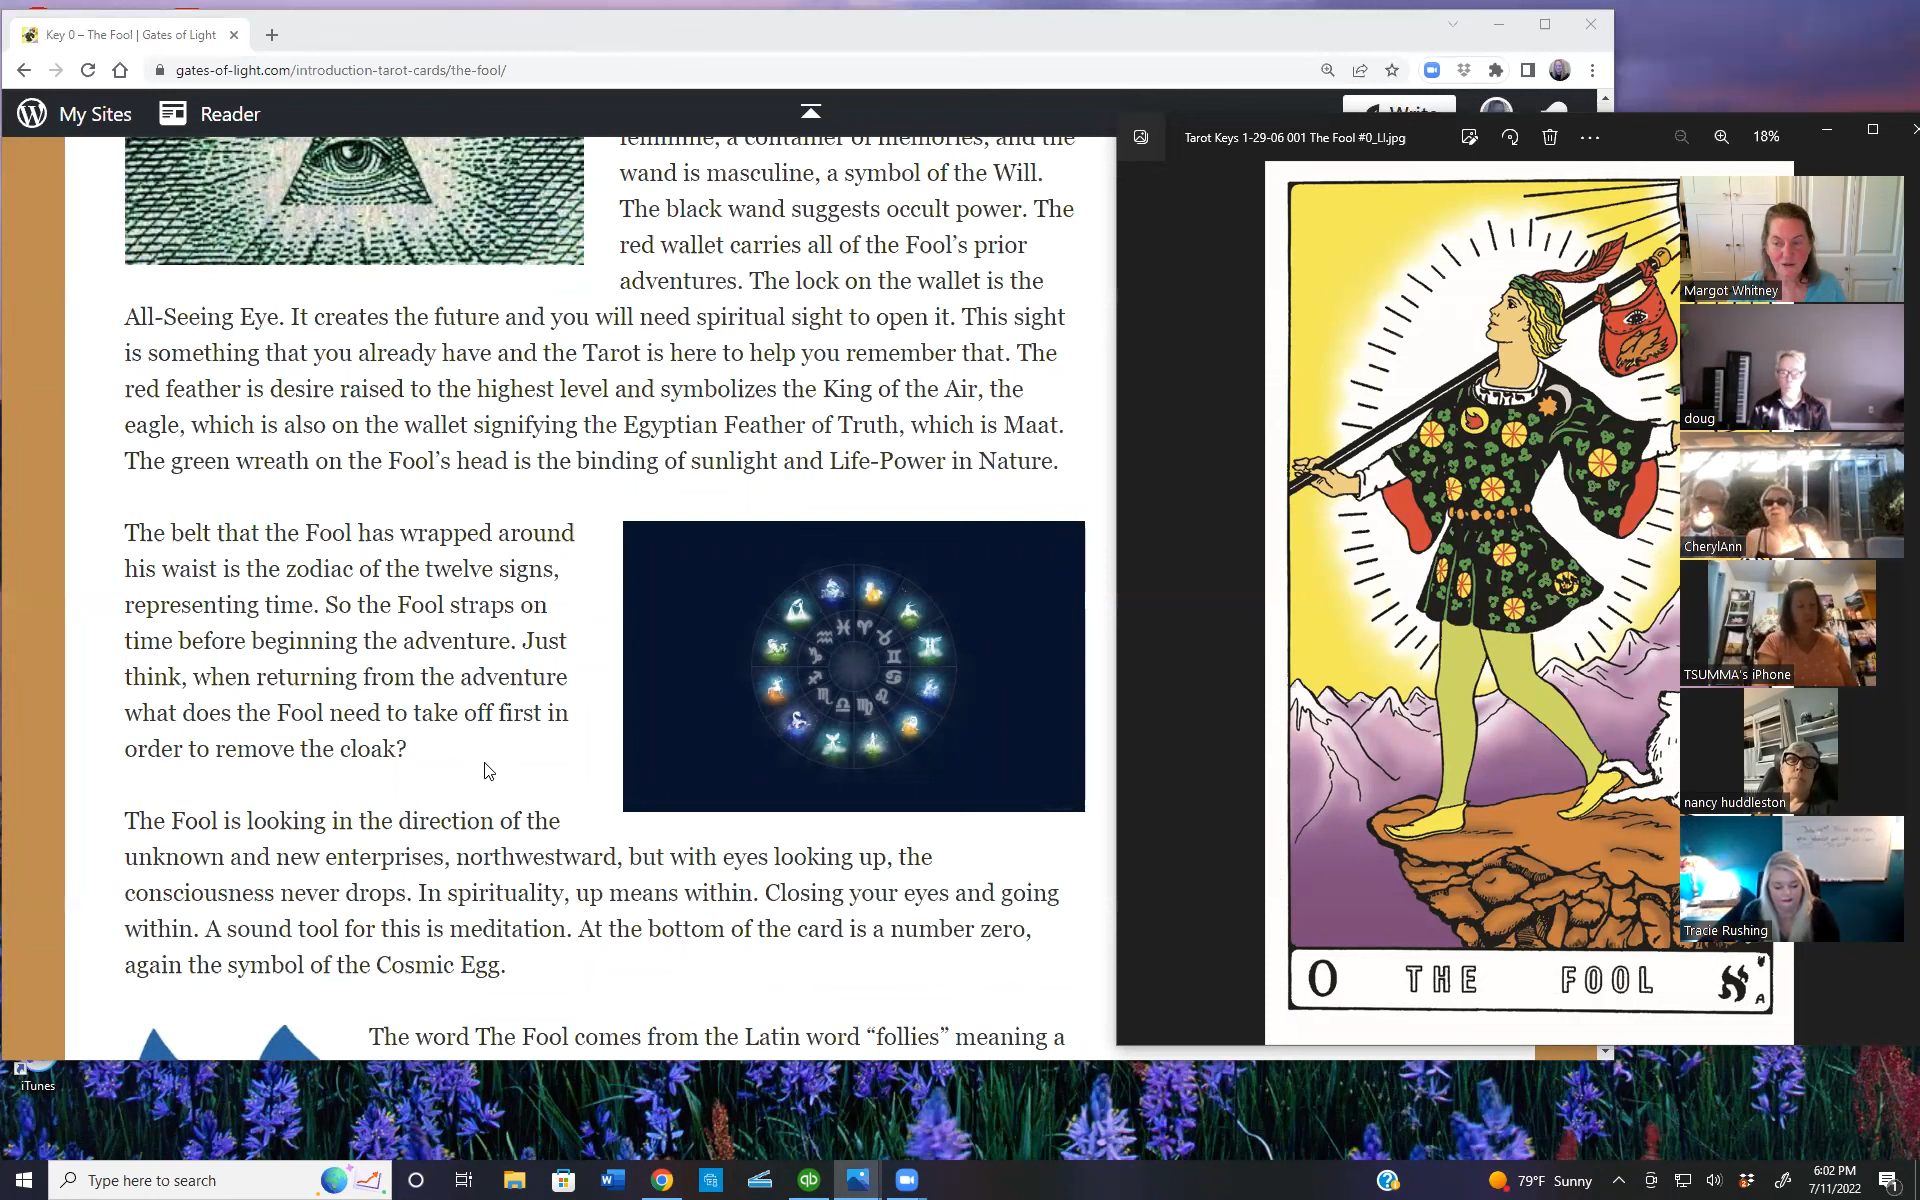 Key 0 – The Fool | Gates of Light
gates-of-light.com/introduction-tarot-cards/the-fool/
My Sites
Reader
Write
feminine, a container of memories, and the
wand is masculine, a symbol of the Will.
The black wand suggests occult power. The
red wallet carries all of the Fool’s prior
adventures. The lock on the wallet is the
All-Seeing Eye. It creates the future and you will need spiritual sight to open it. This sight
is something that you already have and the Tarot is here to help you remember that. The
red feather is desire raised to the highest level and symbolizes the King of the Air, the
eagle, which is also on the wallet signifying the Egyptian Feather of Truth, which is Maat.
The green wreath on the Fool’s head is the binding of sunlight and Life-Power in Nature.
The belt that the Fool has wrapped around
his waist is the zodiac of the twelve signs,
representing time. So the Fool straps on
time before beginning the adventure. Just
think, when returning from the adventure
what does the Fool need to take off first in
order to remove the cloak?
The Fool is looking in the direction of the
unknown and new enterprises, northwestward, but with eyes looking up, the
consciousness never drops. In spirituality, up means within. Closing your eyes and going
within. A sound tool for this is meditation. At the bottom of the card is a number zero,
again the symbol of the Cosmic Egg.
The word The Fool comes from the Latin word “follies” meaning a
Tarot Keys 1-29-06 001 The Fool #0_LI.jpg
18%
Margot Whitney
doug
CherylAnn
TSUMMA's iPhone
nancy huddleston
Tracie Rushing
0 THE FOOL א A
iTunes
Type here to search
79°F Sunny
6:02 PM
7/11/2022
1